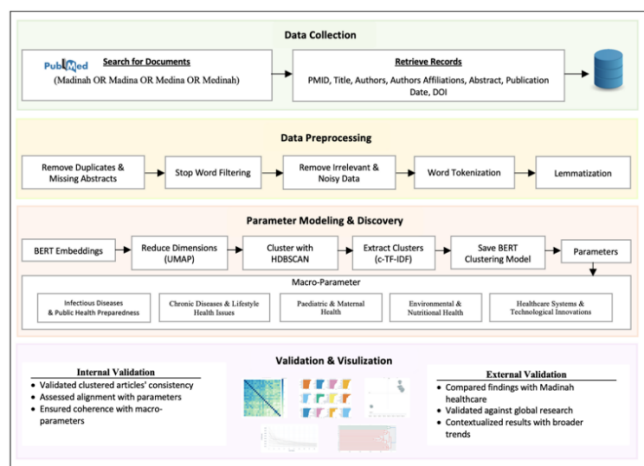 Data Collection
PubMed
Search for Documents
(Madinah OR Madina OR Medina OR Medinah)
Retrieve Records
PMID, Title, Authors, Authors Affiliations, Abstract, Publication
Date, DOI
Data Preprocessing
Remove Duplicates &
Missing Abstracts
Stop Word Filtering
Remove Irrelevant &
Noisy Data
Word Tokenization
Lemmatization
Parameter Modeling & Discovery
BERT Embeddings
Reduce Dimensions
(UMAP)
Cluster with
HDBSCAN
Extract Clusters
(c-TF-IDF)
Save BERT
Clustering Model
Parameters
Macro-Parameter
Infectious Diseases
& Public Health Preparedness
Chronic Diseases & Lifestyle
Health Issues
Paediatric & Maternal
Health
Environmental &
Nutritional Health
Healthcare Systems &
Technological Innovations
Validation & Visulization
Internal Validation
• Validated clustered articles' consistency
• Assessed alignment with parameters
• Ensured coherence with macro-
parameters
External Validation
• Compared findings with Madinah
healthcare
• Validated against global research
• Contextualized results with broader
trends